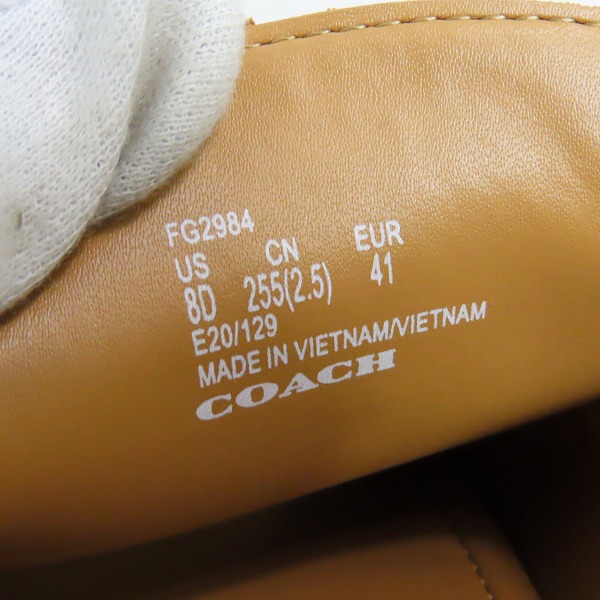 FG2984
US CN EUR
8D 255(2.5) 41
E20/129
MADE IN VIETNAM/VIETNAM
COACH